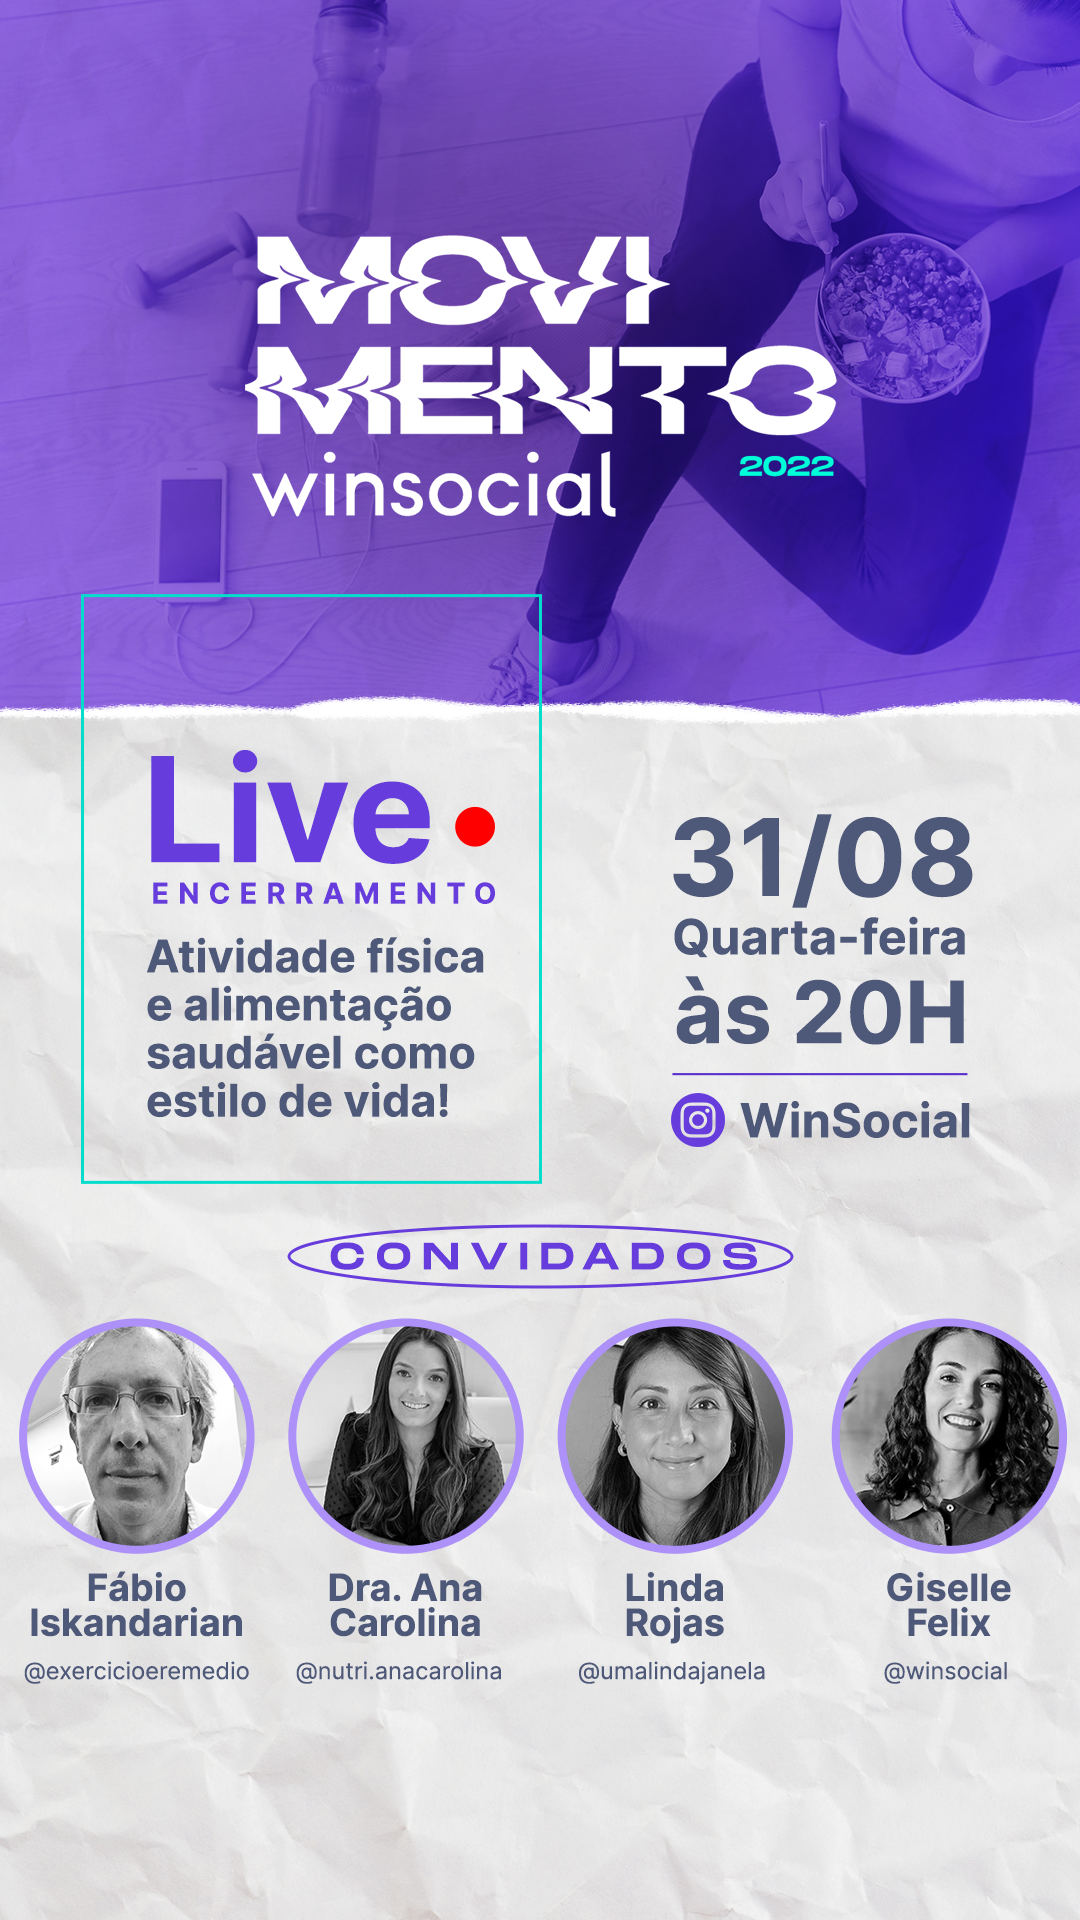 MOVI
MENTO
2022
winsocial
Live
ENCERRAMENTO
Atividade física
e alimentação
saudável como
estilo de vida!
31/08
Quarta-feira
às 20H
WinSocial
CONVIDADOS
Fábio
Iskandarian
@exercicioeremedio
Dra. Ana
Carolina
@nutri.anacarolina
Linda
Rojas
@umalindajanela
Giselle
Felix
@winsocial